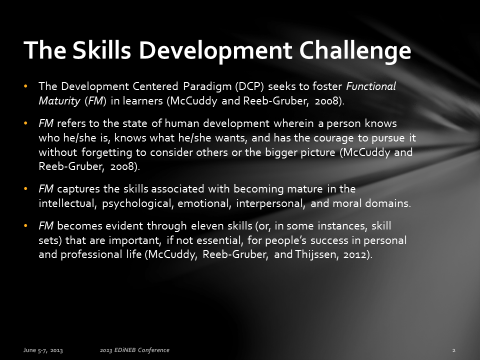 The Skills Development Challenge
• The Development Centered Paradigm (DCP) seeks to foster Functional
Maturity (FM) in learners (McCuddy and Reeb-Gruber, 2008).
• FM refers to the state of human development wherein a person knows
who he/she is, knows what he/she wants, and has the courage to pursue it
without forgetting to consider others or the bigger picture (McCuddy and
Reeb-Gruber, 2008).
• FM captures the skills associated with becoming mature in the
intellectual, psychological, emotional, interpersonal, and moral domains.
• FM becomes evident through eleven skills (or, in some instances, skill
sets) that are important, if not essential, for people's success in personal
and professional life (McCuddy, Reeb-Gruber, and Thijssen, 2012).
June 5-7, 2013 2013 EDiNEB Conference 2